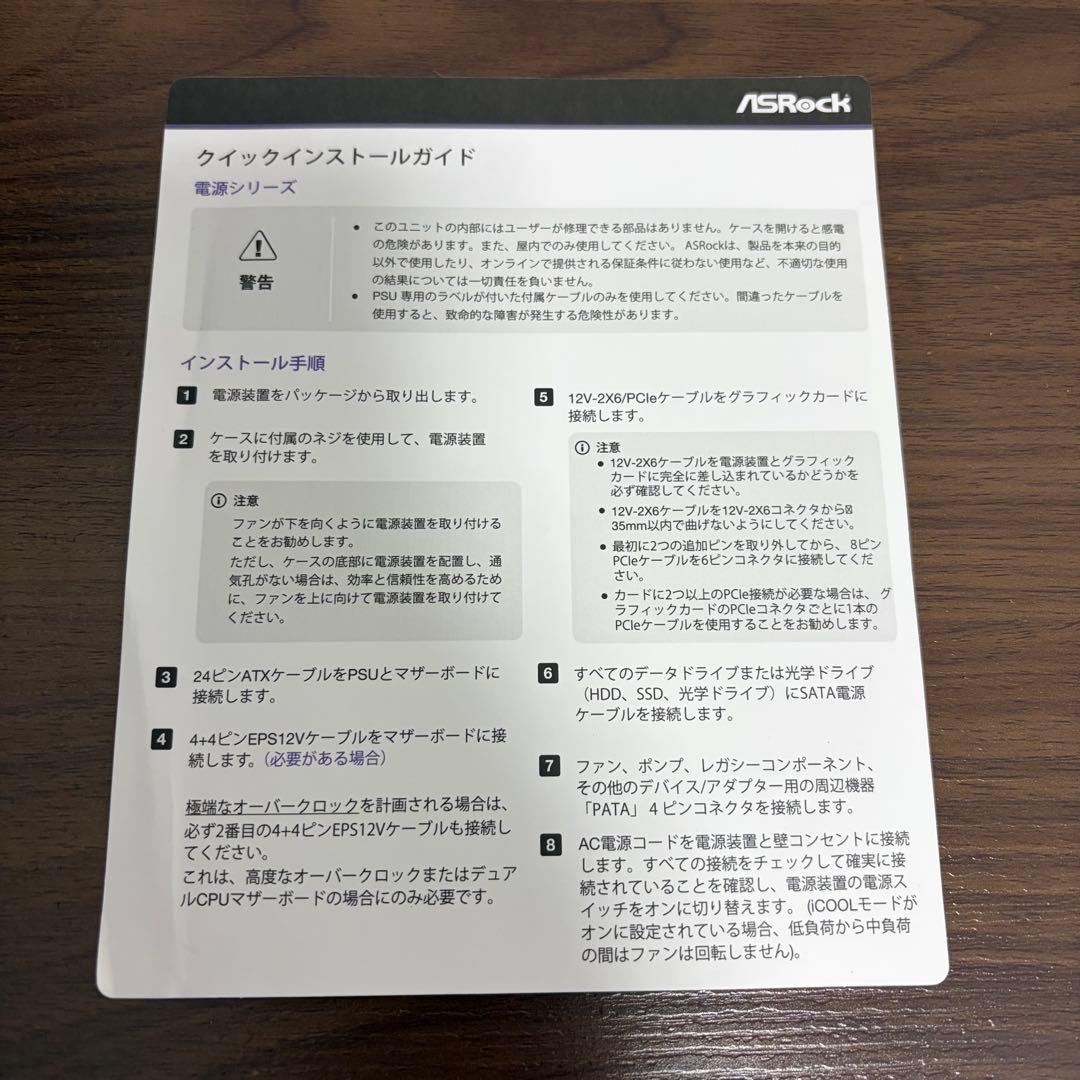 ASRock
クイックインストールガイド
電源シリーズ
警告
● このユニットの内部にはユーザーが修理できる部品はありません。ケースを開けると感電
の危険があります。また、屋内でのみ使用してください。 ASRockは、製品を本来の目的
以外で使用したり、オンラインで提供される保証条件に従わない使用など、不適切な使用
の結果については一切責任を負いません。
● PSU 専用のラベルが付いた付属ケーブルのみを使用してください。間違ったケーブルを
使用すると、致命的な障害が発生する危険性があります。
インストール手順
1 電源装置をパッケージから取り出します。
2 ケースに付属のネジを使用して、電源装置
を取り付けます。
注意
ファンが下を向くように電源装置を取り付ける
ことをお勧めします。
ただし、ケースの底部に電源装置を配置し、通
気孔がない場合は、効率と信頼性を高めるため
に、ファンを上に向けて電源装置を取り付けて
ください。
3 24ピンATXケーブルをPSUとマザーボードに
接続します。
4 4+4ピンEPS12Vケーブルをマザーボードに接
続します。（必要がある場合）
極端なオーバークロックを計画される場合は、
必ず2番目の4+4ピンEPS12Vケーブルも接続し
てください。
これは、高度なオーバークロックまたはデュア
ルCPUマザーボードの場合にのみ必要です。
5 12V-2X6/PCIeケーブルをグラフィックカードに
接続します。
注意
● 12V-2X6ケーブルを電源装置とグラフィック
カードに完全に差し込まれているかどうかを
必ず確認してください。
● 12V-2X6ケーブルを12V-2X6コネクタから
35mm以内で曲げないようにしてください。
● 最初に2つの追加ピンを取り外してから、 8ピン
PCIeケーブルを6ピンコネクタに接続してくだ
さい。
● カードに2つ以上のPCIe接続が必要な場合は、 グ
ラフィックカードのPCIeコネクタごとに1本の
PCIeケーブルを使用することをお勧めします。
6 すべてのデータドライブまたは光学ドライブ
（HDD、SSD、光学ドライブ）にSATA電源
ケーブルを接続します。
7 ファン、ポンプ、レガシーコンポーネント、
その他のデバイス/アダプター用の周辺機器
「PATA」４ピンコネクタを接続します。
8 AC電源コードを電源装置と壁コンセントに接続
します。すべての接続をチェックして確実に接
続されていることを確認し、電源装置の電源ス
イッチをオンに切り替えます。 (iCOOLモードが
オンに設定されている場合、低負荷から中負荷
の間はファンは回転しません)。